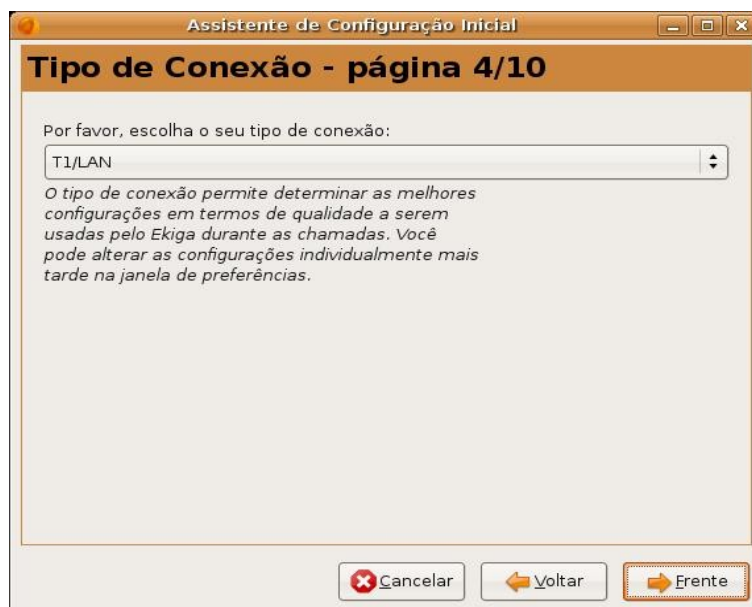 Assistente de Configuração Inicial
Tipo de Conexão - página 4/10
Por favor, escolha o seu tipo de conexão:
T1/LAN
O tipo de conexão permite determinar as melhores
configurações em termos de qualidade a serem
usadas pelo Ekiga durante as chamadas. Você
pode alterar as configurações individualmente mais
tarde na janela de preferências.
Cancelar Voltar Frente